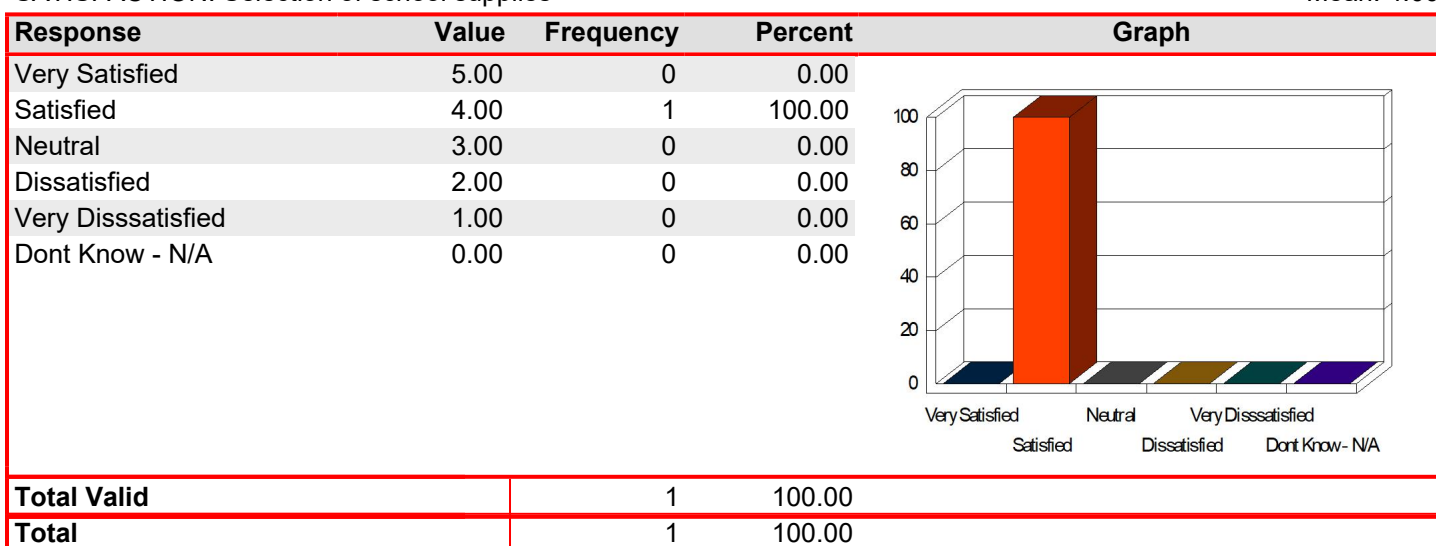 Response Value Frequency Percent Graph
Very Satisfied 5.00 0 0.00
Satisfied 4.00 1 100.00
Neutral 3.00 0 0.00
Dissatisfied 2.00 0 0.00
Very Disssatisfied 1.00 0 0.00
Dont Know - N/A 0.00 0 0.00
100
80
60
40
20
0
Very Satisfied Neutral Very Disssatisfied
Satisfied Dissatisfied Dont Know - N/A
Total Valid 1 100.00
Total 1 100.00